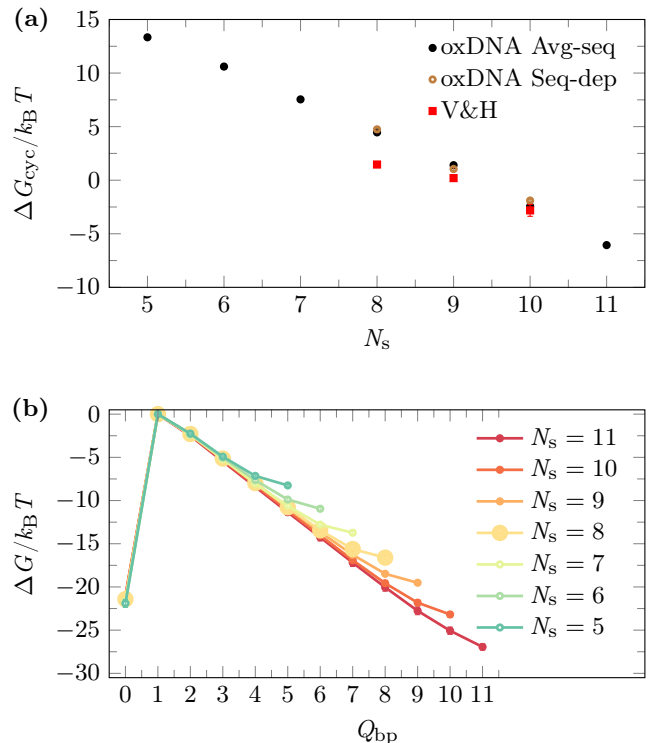 (a)
15
10
5
0
−5
−10
ΔG_cyc/k_B T
oxDNA Avg-seq
oxDNA Seq-dep
V&H
5 6 7 8 9 10 11
N_s
(b)
0
−5
−10
−15
−20
−25
−30
ΔG/k_B T
N_s = 11
N_s = 10
N_s = 9
N_s = 8
N_s = 7
N_s = 6
N_s = 5
0 1 2 3 4 5 6 7 8 9 10 11
Q_bp